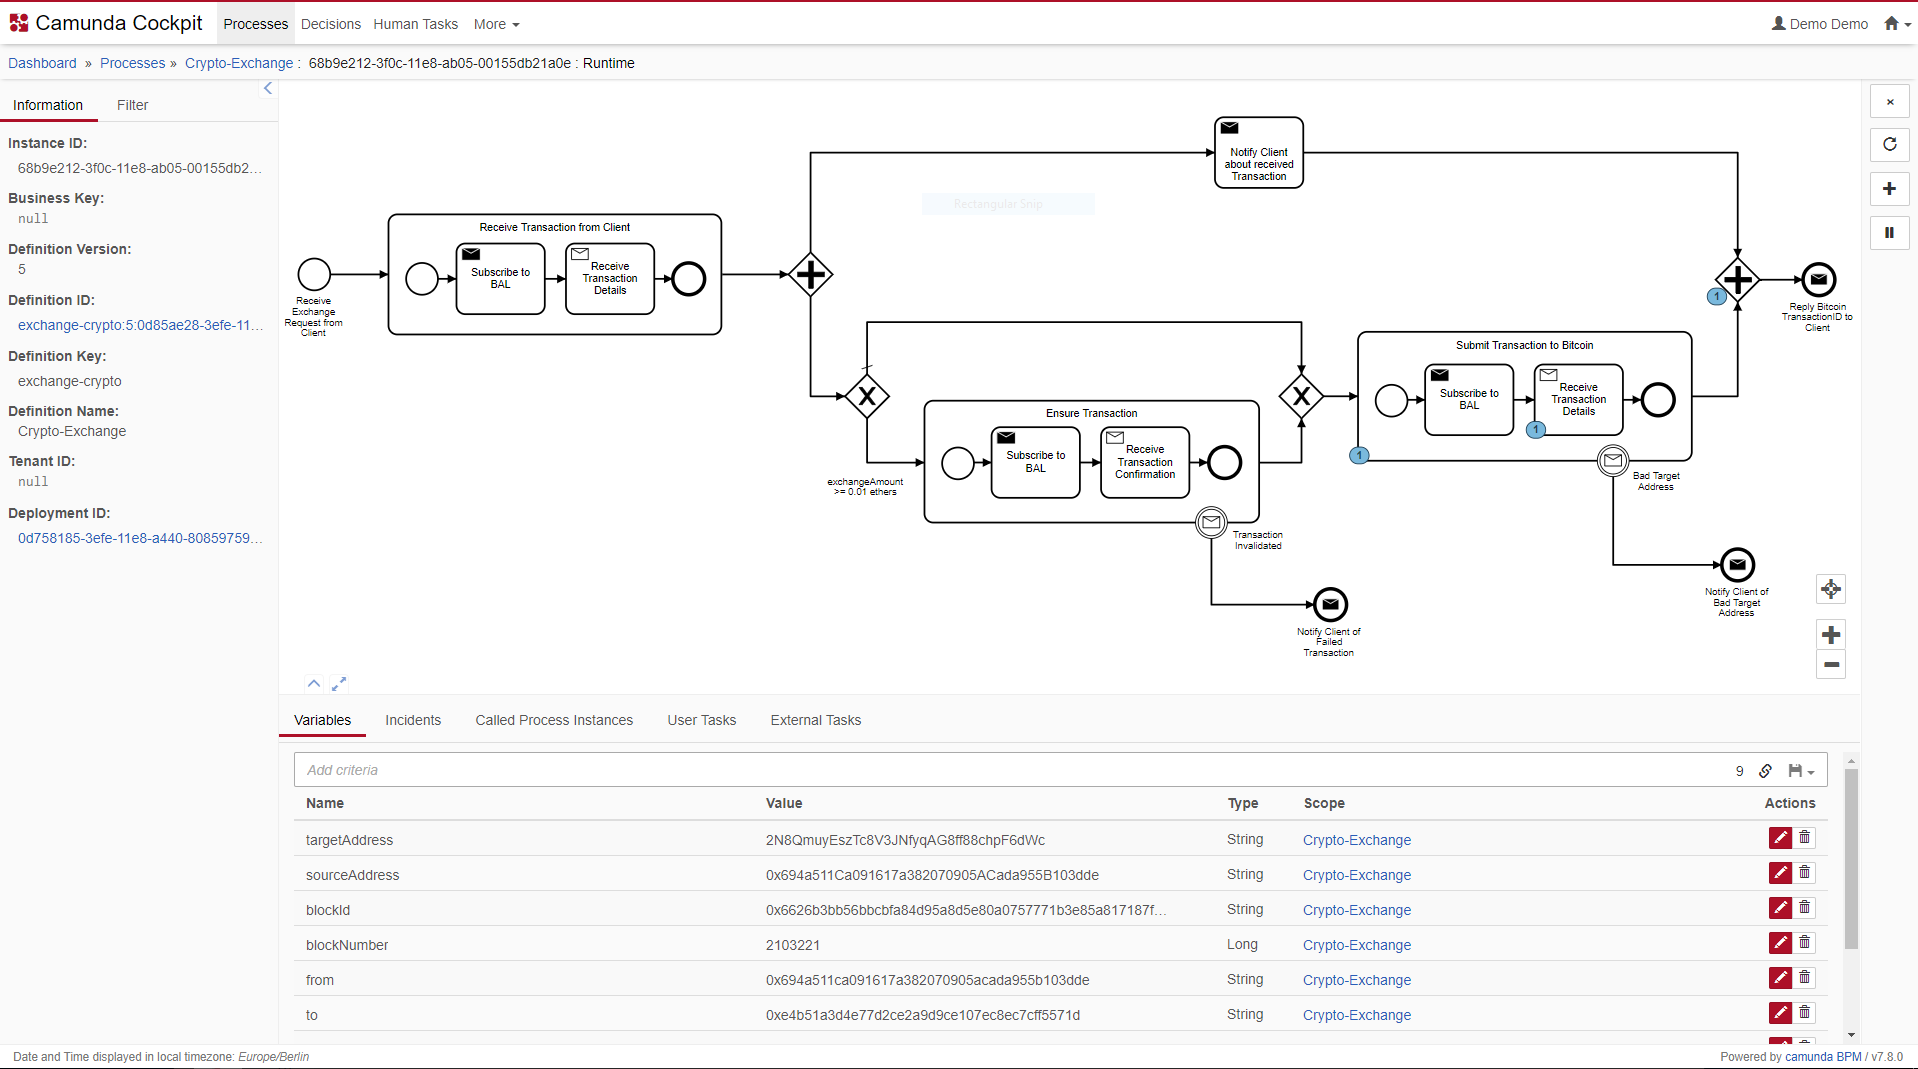 Camunda Cockpit
Processes
Decisions
Human Tasks
More
Demo Demo
Dashboard » Processes » Crypto-Exchange : 68b9e212-3f0c-11e8-ab05-00155db21a0e : Runtime
Information
Filter
Instance ID:
68b9e212-3f0c-11e8-ab05-00155db2...
Business Key:
null
Definition Version:
5
Definition ID:
exchange-crypto:5:0d85ae28-3efe-11...
Definition Key:
exchange-crypto
Definition Name:
Crypto-Exchange
Tenant ID:
null
Deployment ID:
0d758185-3efe-11e8-a440-80859759...
Receive
Exchange
Request from
Client
Receive Transaction from Client
Subscribe to
BAL
Receive
Transaction
Details
Notify Client
about received
Transaction
Rectangular Snip
exchangeAmount
>= 0.01 ethers
Ensure Transaction
Subscribe to
BAL
Receive
Transaction
Confirmation
Transaction
Invalidated
Notify Client of
Failed
Transaction
Submit Transaction to Bitcoin
Subscribe to
BAL
Receive
Transaction
Details
1
1
Bad Target
Address
Notify Client of
Bad Target
Address
1
Reply Bitcoin
TransactionID to
Client
Variables
Incidents
Called Process Instances
User Tasks
External Tasks
Add criteria
9
Name Value Type Scope Actions
targetAddress 2N8QmuyEszTc8V3JNfyqAG8ff88chpF6dWc String Crypto-Exchange
sourceAddress 0x694a511Ca091617a382070905ACada955B103dde String Crypto-Exchange
blockId 0x6626b3bb56bbcbfa84d95a8d5e80a0757771b3e85a817187f... String Crypto-Exchange
blockNumber 2103221 Long Crypto-Exchange
from 0x694a511ca091617a382070905acada955b103dde String Crypto-Exchange
to 0xe4b51a3d4e77d2ce2a9d9ce107ec8ec7cff5571d String Crypto-Exchange
Date and Time displayed in local timezone: Europe/Berlin
Powered by camunda BPM / v7.8.0